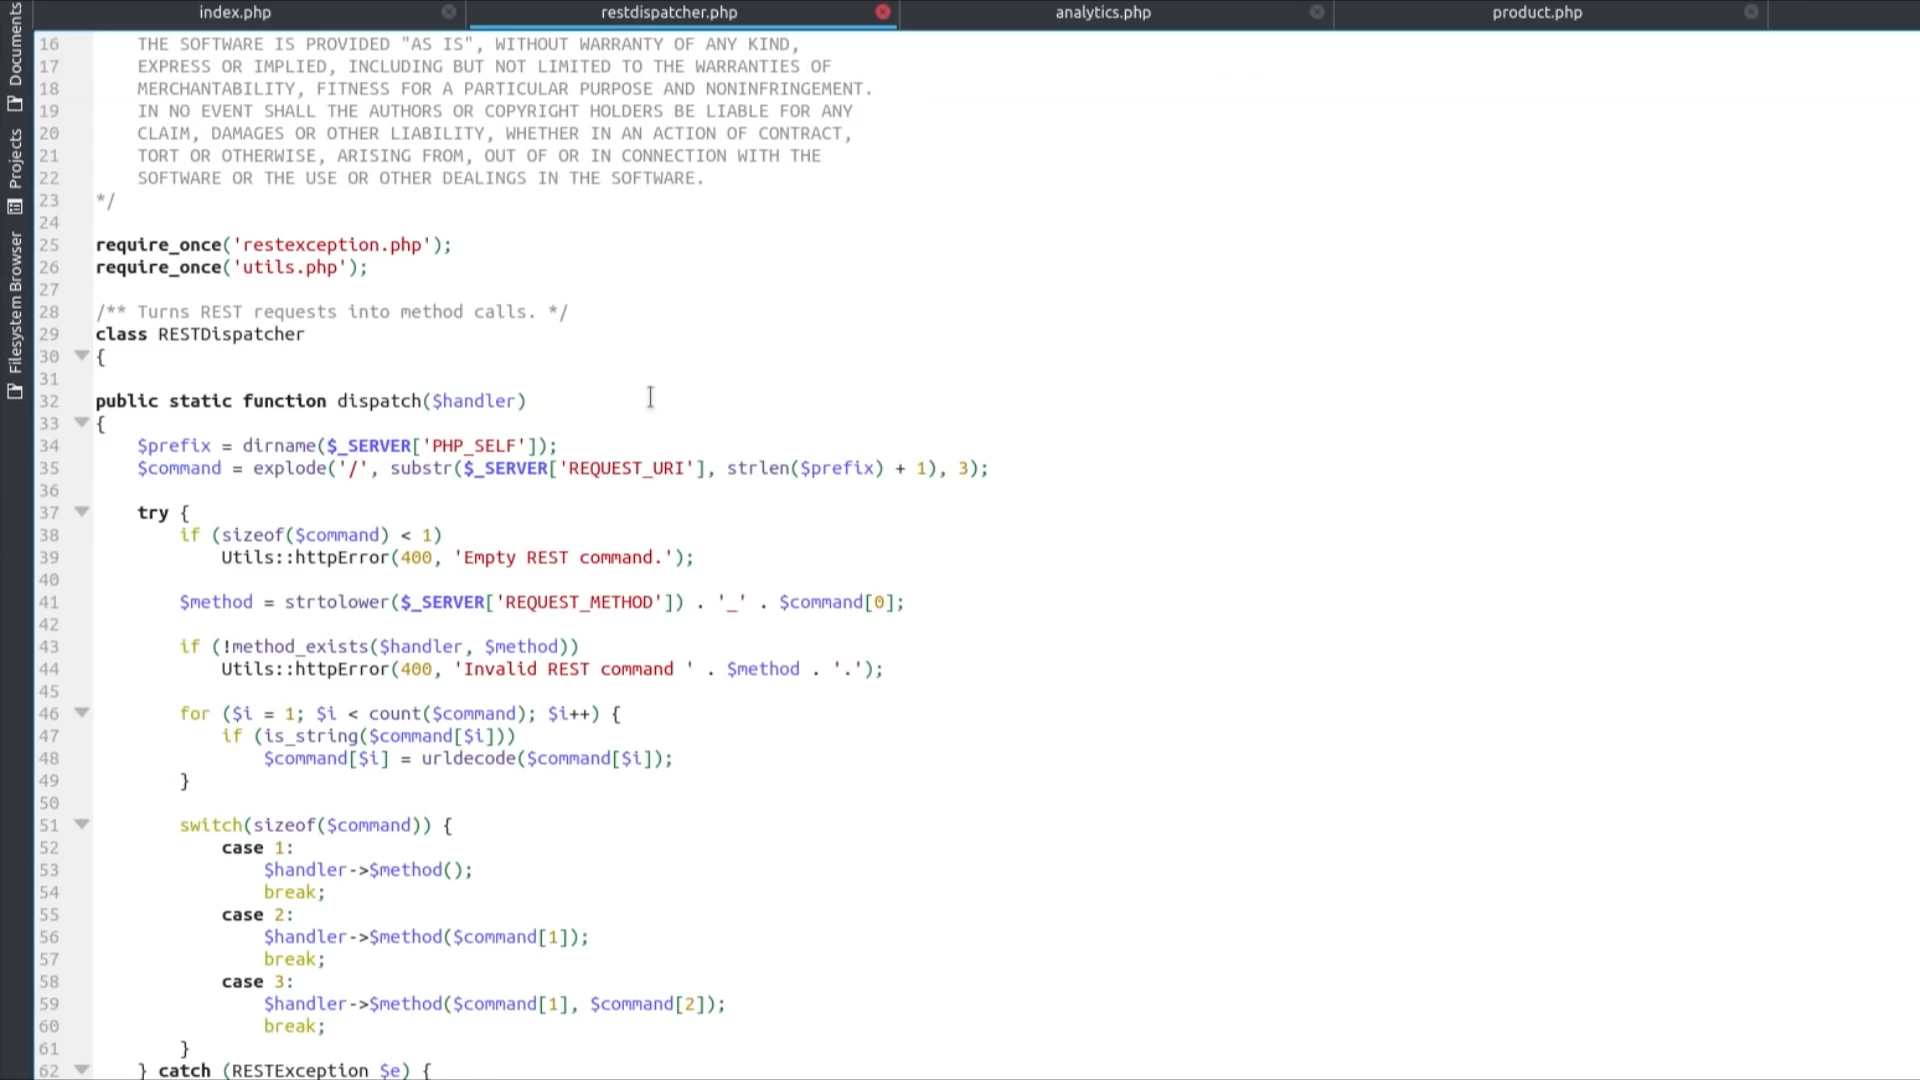 index.php
restdispatcher.php
analytics.php
product.php
Documents
Projects
Filesystem Browser
16 THE SOFTWARE IS PROVIDED "AS IS", WITHOUT WARRANTY OF ANY KIND,
17 EXPRESS OR IMPLIED, INCLUDING BUT NOT LIMITED TO THE WARRANTIES OF
18 MERCHANTABILITY, FITNESS FOR A PARTICULAR PURPOSE AND NONINFRINGEMENT.
19 IN NO EVENT SHALL THE AUTHORS OR COPYRIGHT HOLDERS BE LIABLE FOR ANY
20 CLAIM, DAMAGES OR OTHER LIABILITY, WHETHER IN AN ACTION OF CONTRACT,
21 TORT OR OTHERWISE, ARISING FROM, OUT OF OR IN CONNECTION WITH THE
22 SOFTWARE OR THE USE OR OTHER DEALINGS IN THE SOFTWARE.
23 */
24
25 require_once('restexception.php');
26 require_once('utils.php');
27
28 /** Turns REST requests into method calls. */
29 class RESTDispatcher
30 {
31
32 public static function dispatch($handler)
33 {
34 $prefix = dirname($_SERVER['PHP_SELF']);
35 $command = explode('/', substr($_SERVER['REQUEST_URI'], strlen($prefix) + 1), 3);
36
37 try {
38 if (sizeof($command) < 1)
39 Utils::httpError(400, 'Empty REST command.');
40
41 $method = strtolower($_SERVER['REQUEST_METHOD']) . '_' . $command[0];
42
43 if (!method_exists($handler, $method))
44 Utils::httpError(400, 'Invalid REST command ' . $method . '.');
45
46 for ($i = 1; $i < count($command); $i++) {
47 if (is_string($command[$i]))
48 $command[$i] = urldecode($command[$i]);
49 }
50
51 switch(sizeof($command)) {
52 case 1:
53 $handler->$method();
54 break;
55 case 2:
56 $handler->$method($command[1]);
57 break;
58 case 3:
59 $handler->$method($command[1], $command[2]);
60 break;
61 }
62 } catch (RESTException $e) {